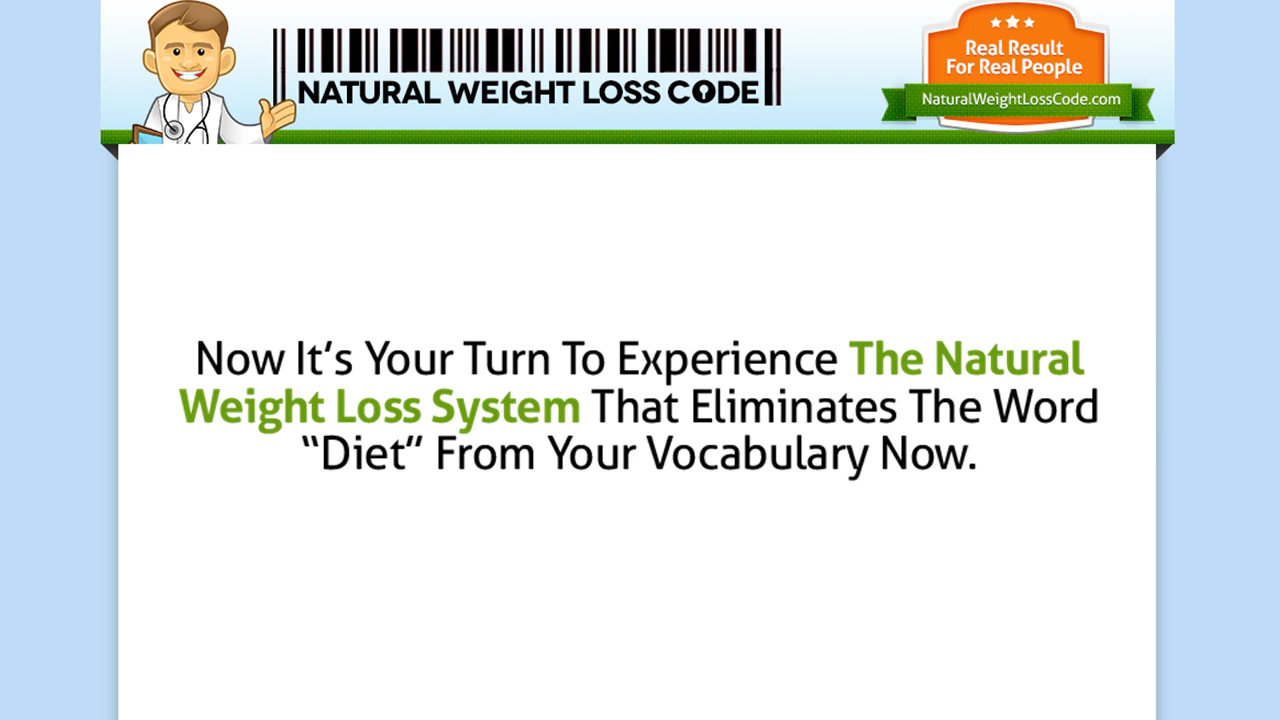 NATURAL WEIGHT LOSS CODE
Real Result
For Real People
NaturalWeightLossCode.com
Now It’s Your Turn To Experience The Natural
Weight Loss System That Eliminates The Word
“Diet” From Your Vocabulary Now.